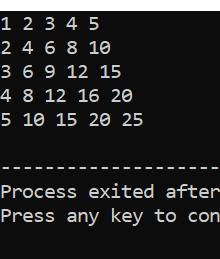 1 2 3 4 5
2 4 6 8 10
3 6 9 12 15
4 8 12 16 20
5 10 15 20 25
--------------------
Process exited after
Press any key to con